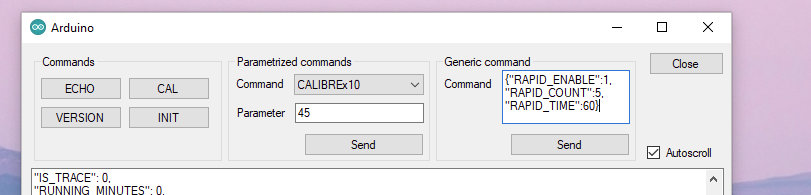 Arduino
Commands
ECHO
CAL
VERSION
INIT
Parametrized commands
Command
CALIBREx10
Parameter
45
Send
Generic command
Command
{"RAPID_ENABLE":1,
"RAPID_COUNT":5,
"RAPID_TIME":60}
Send
Close
Autoscroll
"IS_TRACE": 0,
"RUNNING_MINUTES": 0,